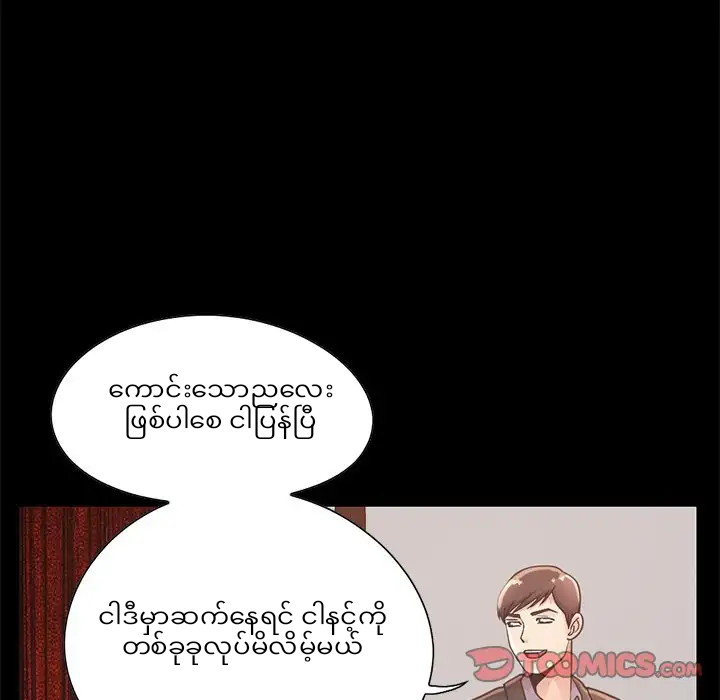 ကောင်းသောညလေး
ဖြစ်ပါစေ ငါပြန်ပြီ
ငါဒီမှာဆက်နေရင် ငါနင့်ကို
တစ်ခုခုလုပ်မိလိမ့်မယ်
TOOMICS
TOOMICS.COM